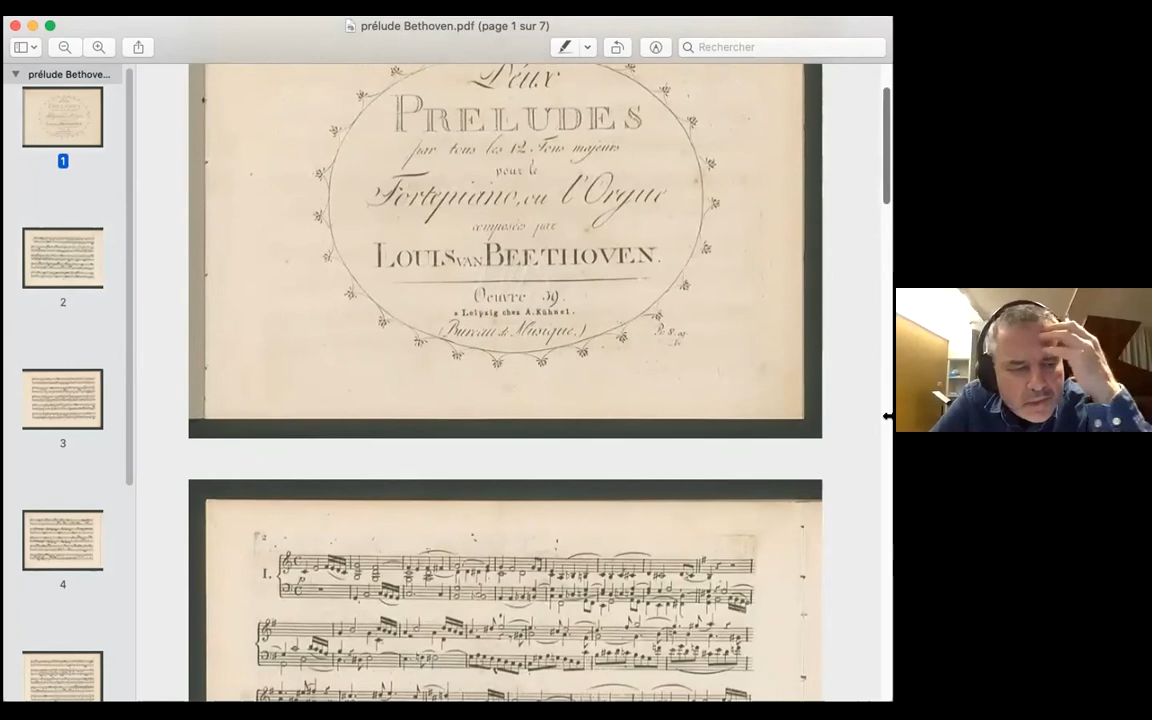 prélude Bethoven.pdf (page 1 sur 7)
Rechercher
prélude Bethove...
1
2
3
4
Deux
PRELUDES
par tous les 12 Tons majeurs
pour le
Fortepiano, ou l'Orgue
composés par
LOUIS VAN BEETHOVEN.
Oeuvre 39.
Leipzig chez A. Kühnel.
(Bureau de Musique.)
2
I.
p